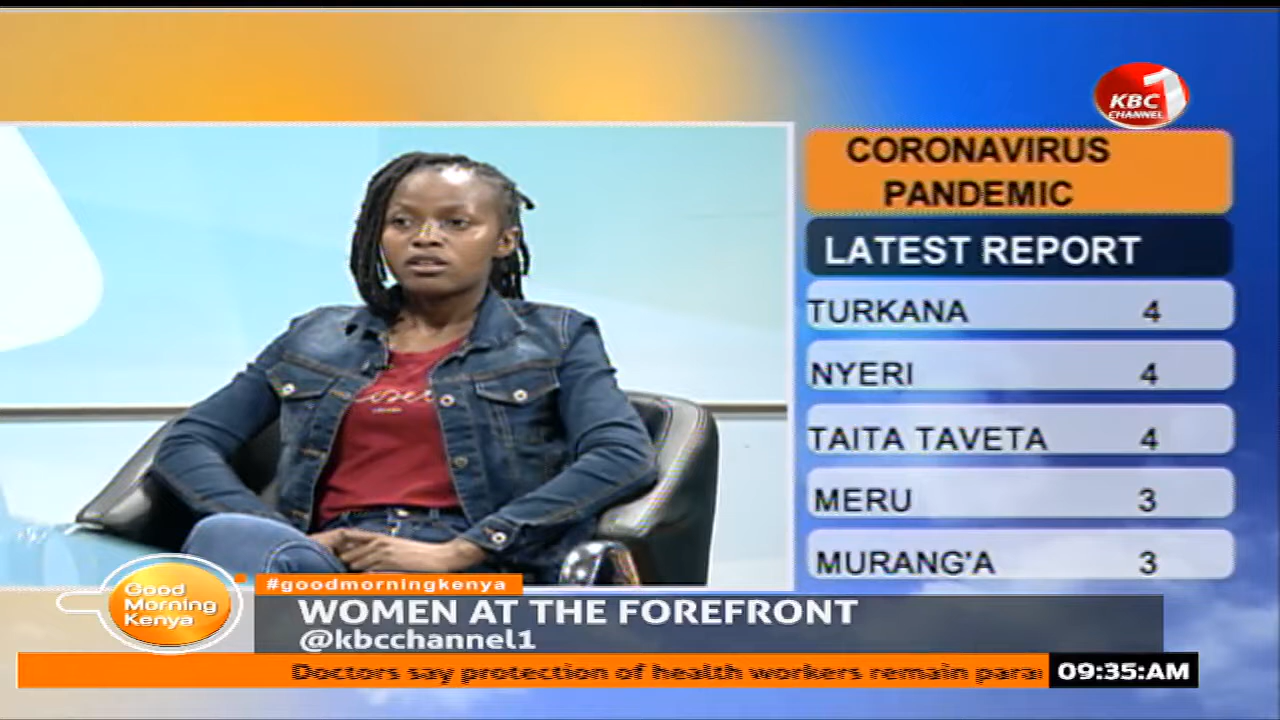 KBC 1
CHANNEL
CORONAVIRUS
PANDEMIC
LATEST REPORT
TURKANA 4
NYERI 4
TAITA TAVETA 4
MERU 3
MURANG'A 3
#goodmorningkenya
Good
Morning
Kenya
WOMEN AT THE FOREFRONT
@kbcchannel1
Doctors say protection of health workers remain
09:35:AM